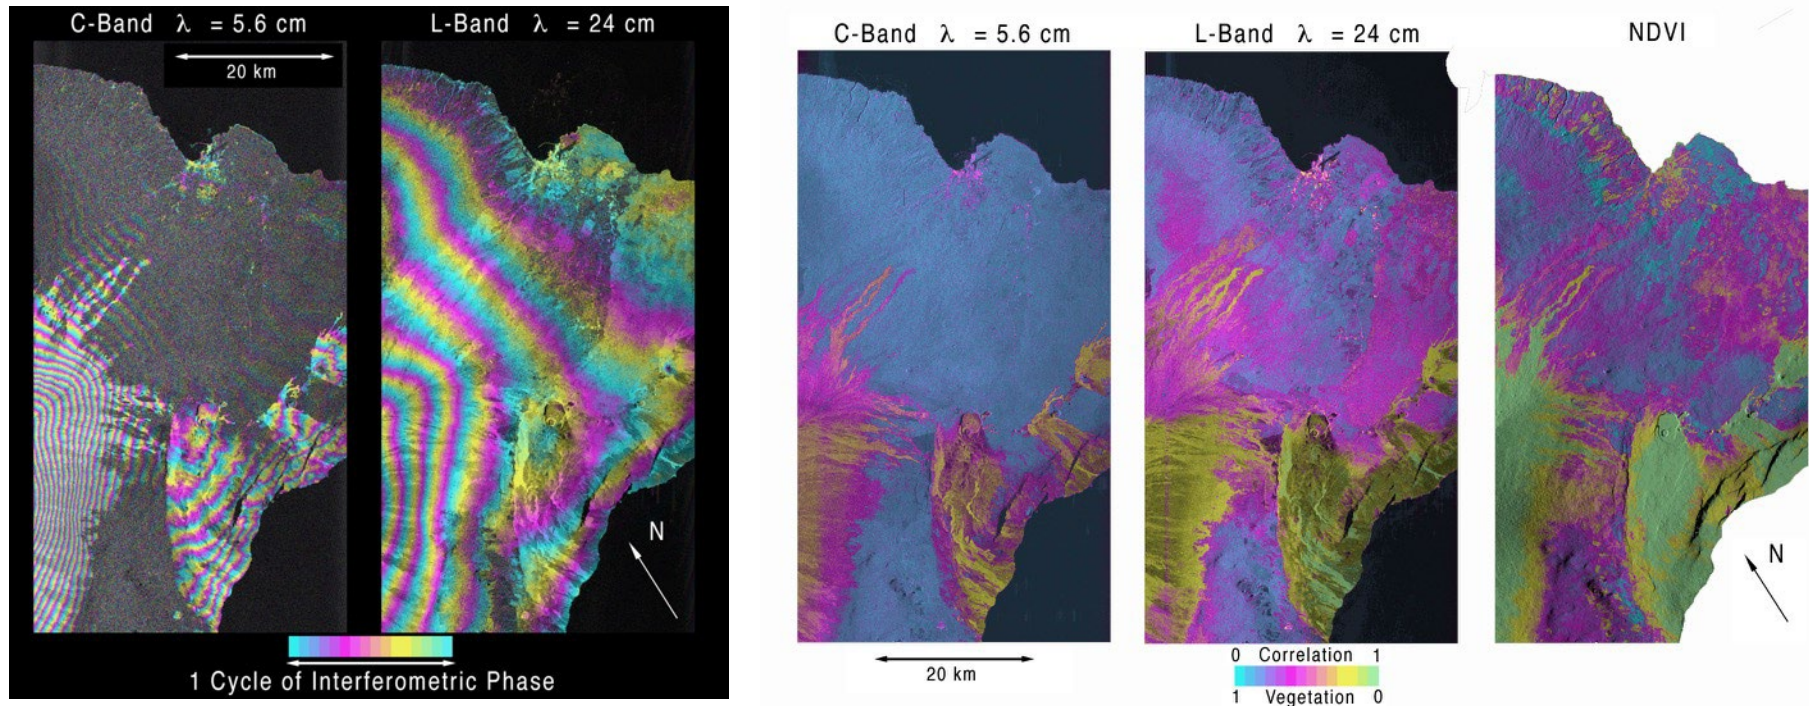 C-Band λ = 5.6 cm
L-Band λ = 24 cm
20 km
N
1 Cycle of Interferometric Phase
C-Band λ = 5.6 cm
L-Band λ = 24 cm
NDVI
N
20 km
0 Correlation 1
1 Vegetation 0